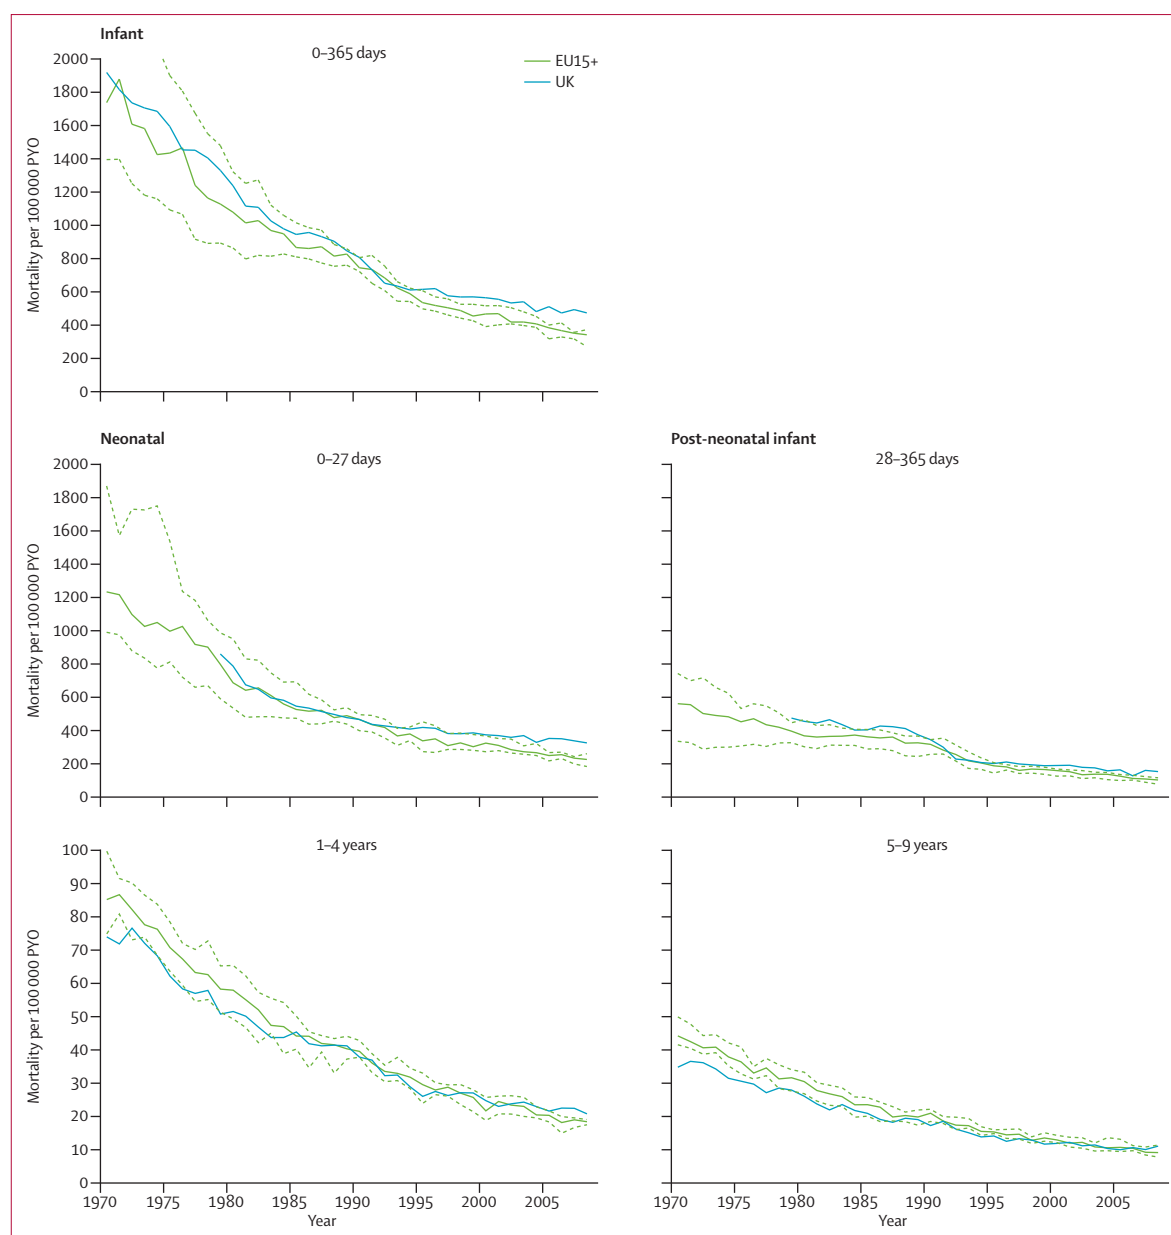 Infant
0–365 days
EU15+
UK
2000
1800
1600
1400
1200
1000
800
600
400
200
0
Mortality per 100 000 PYO
Neonatal
0–27 days
2000
1800
1600
1400
1200
1000
800
600
400
200
0
Mortality per 100 000 PYO
Post-neonatal infant
28–365 days
1–4 years
100
90
80
70
60
50
40
30
20
10
0
Mortality per 100 000 PYO
1970 1975 1980 1985 1990 1995 2000 2005
Year
5–9 years
1970 1975 1980 1985 1990 1995 2000 2005
Year